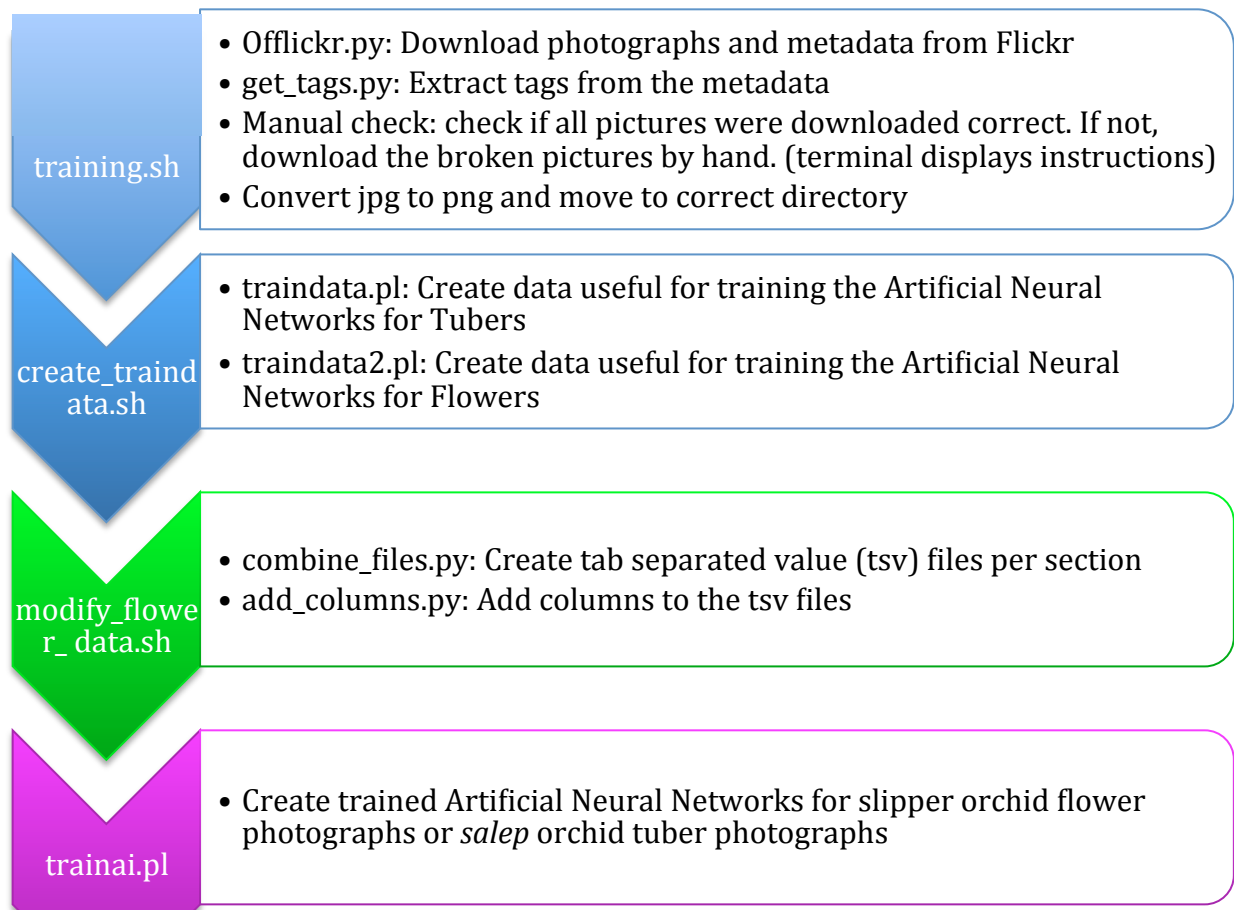 training.sh
• Offlickr.py: Download photographs and metadata from Flickr
• get_tags.py: Extract tags from the metadata
• Manual check: check if all pictures were downloaded correct. If not,
download the broken pictures by hand. (terminal displays instructions)
• Convert jpg to png and move to correct directory
create_traind
ata.sh
• traindata.pl: Create data useful for training the Artificial Neural
Networks for Tubers
• traindata2.pl: Create data useful for training the Artificial Neural
Networks for Flowers
modify_flowe
r_ data.sh
• combine_files.py: Create tab separated value (tsv) files per section
• add_columns.py: Add columns to the tsv files
trainai.pl
• Create trained Artificial Neural Networks for slipper orchid flower
photographs or salep orchid tuber photographs